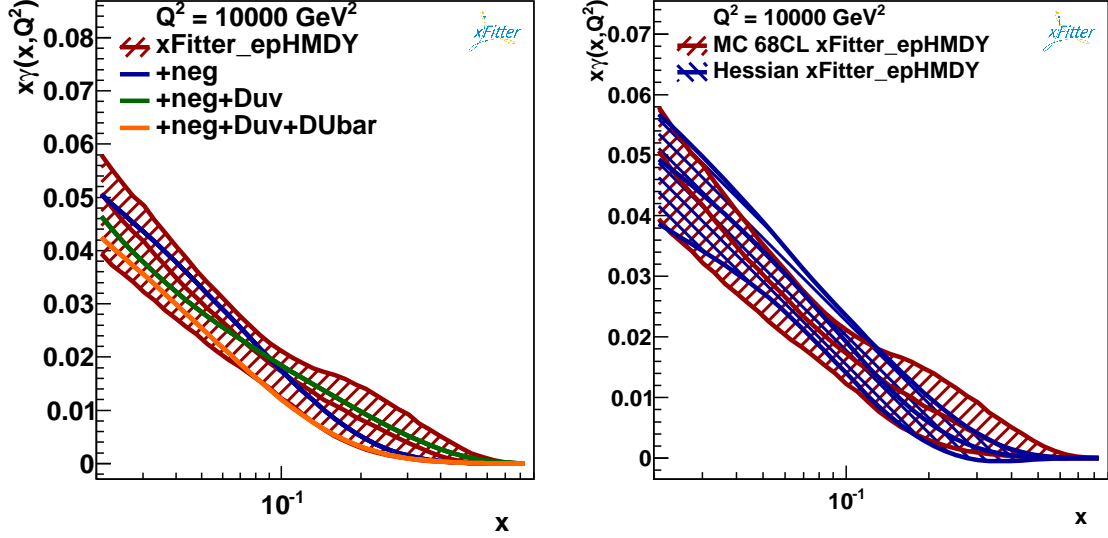 Q² = 10000 GeV²
xFitter_epHMDY
+neg
+neg+Duv
+neg+Duv+DUbar
xFitter
xγ(x,Q²)
0.08
0.07
0.06
0.05
0.04
0.03
0.02
0.01
0
10⁻¹
x
Q² = 10000 GeV²
MC 68CL xFitter_epHMDY
Hessian xFitter_epHMDY
xFitter
xγ(x,Q²)
0.07
0.06
0.05
0.04
0.03
0.02
0.01
0
10⁻¹
x